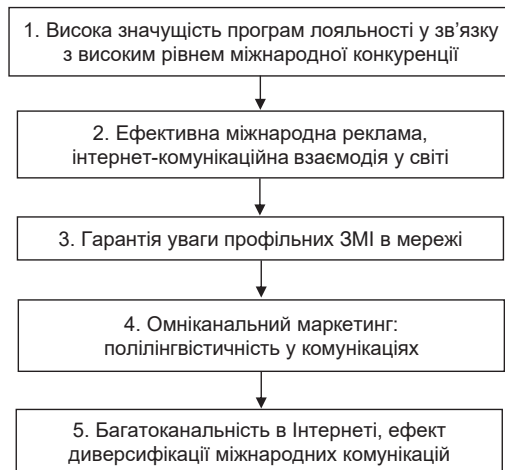 1. Висока значущість програм лояльності у зв’язку
з високим рівнем міжнародної конкуренції
2. Ефективна міжнародна реклама,
інтернет-комунікаційна взаємодія у світі
3. Гарантія уваги профільних ЗМІ в мережі
4. Омніканальний маркетинг:
полілінгвістичність у комунікаціях
5. Багатоканальність в Інтернеті, ефект
диверсифікації міжнародних комунікацій